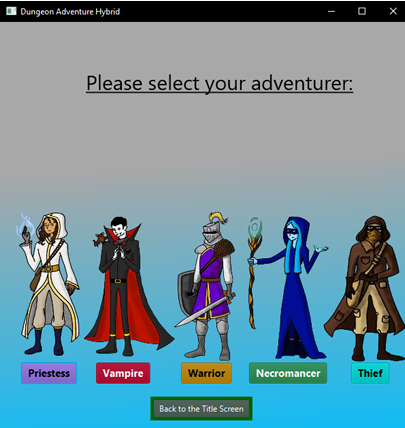 Dungeon Adventure Hybrid
Please select your adventurer:
Priestess
Vampire
Warrior
Necromancer
Thief
Back to the Title Screen